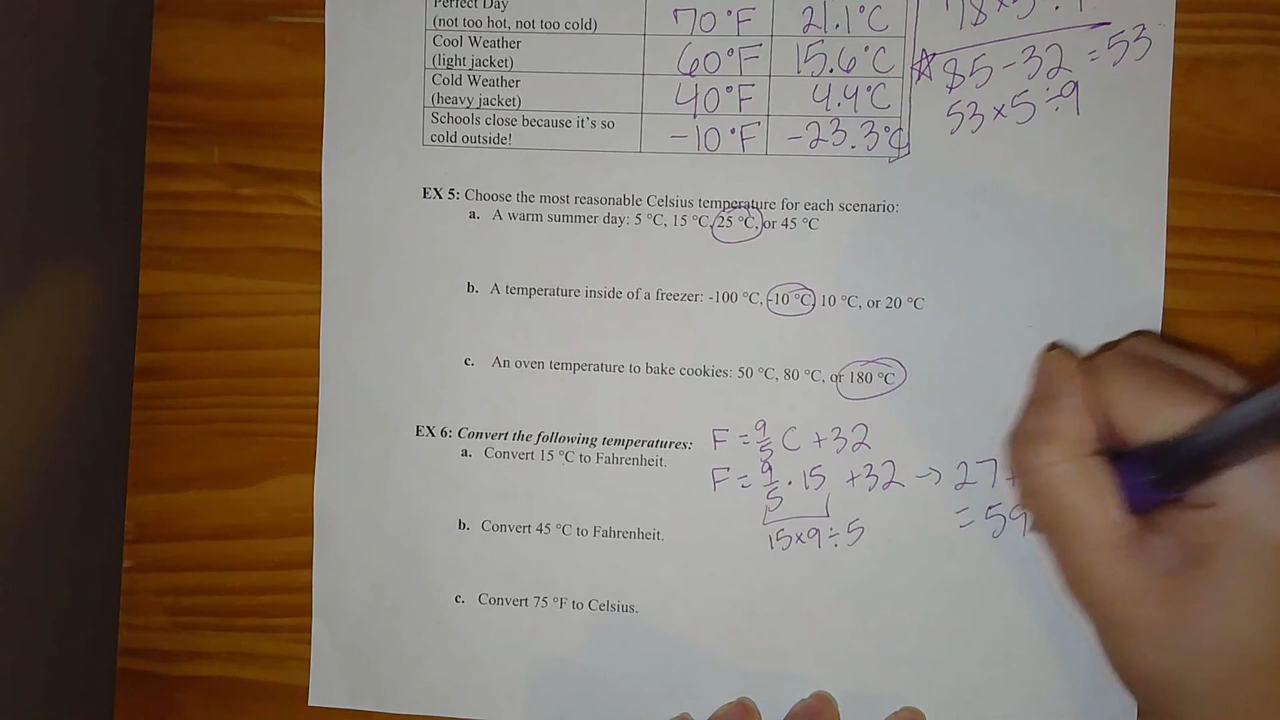 Perfect Day
(not too hot, not too cold) 70°F 21.1°C
Cool Weather
(light jacket) 60°F 15.6°C
Cold Weather
(heavy jacket) 40°F 4.4°C
Schools close because it's so
cold outside! -10°F -23.3°C
85-32=53
53×5÷9
EX 5: Choose the most reasonable Celsius temperature for each scenario:
a. A warm summer day: 5 °C, 15 °C, 25 °C, or 45 °C
b. A temperature inside of a freezer: -100 °C, -10 °C, 10 °C, or 20 °C
c. An oven temperature to bake cookies: 50 °C, 80 °C, or 180 °C
EX 6: Convert the following temperatures: F = 9/5 C + 32
a. Convert 15 °C to Fahrenheit. F = 9/5 · 15 + 32 → 27+
= 59
15×9÷5
b. Convert 45 °C to Fahrenheit.
c. Convert 75 °F to Celsius.